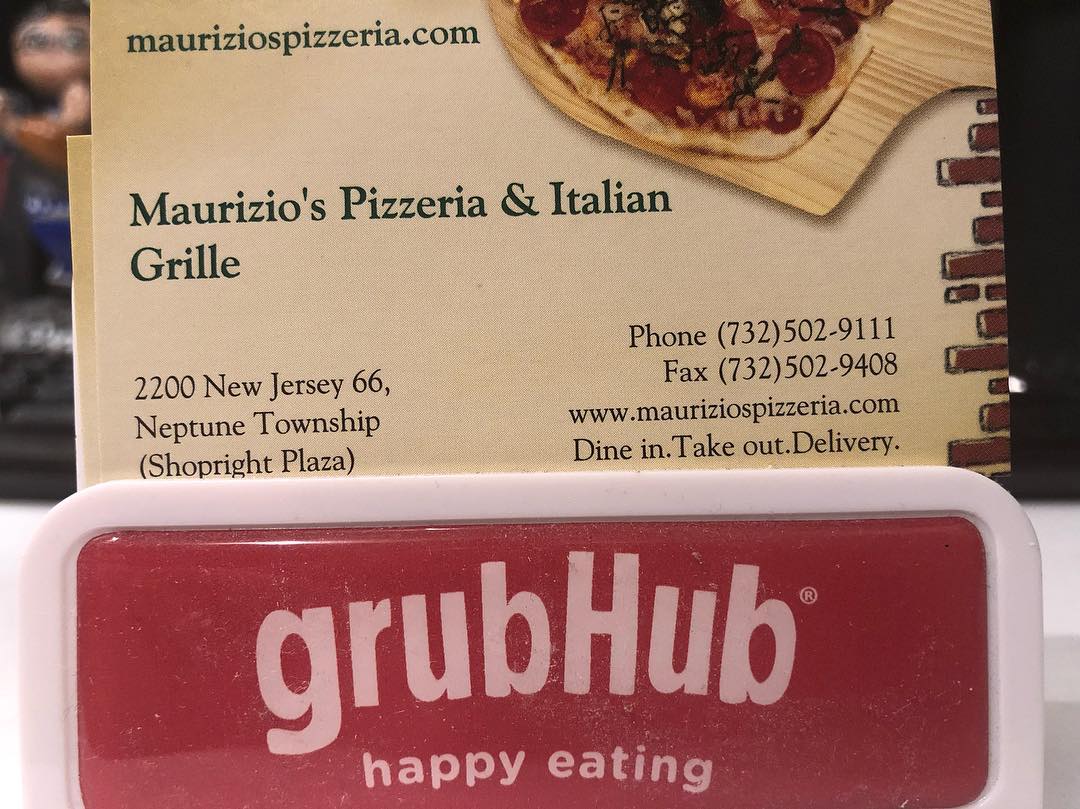 mauriziospizzeria.com
Maurizio's Pizzeria & Italian
Grille
Phone (732)502-9111
Fax (732)502-9408
2200 New Jersey 66,
Neptune Township
(Shopright Plaza)
www.mauriziospizzeria.com
Dine in.Take out.Delivery.
grubHub®
happy eating